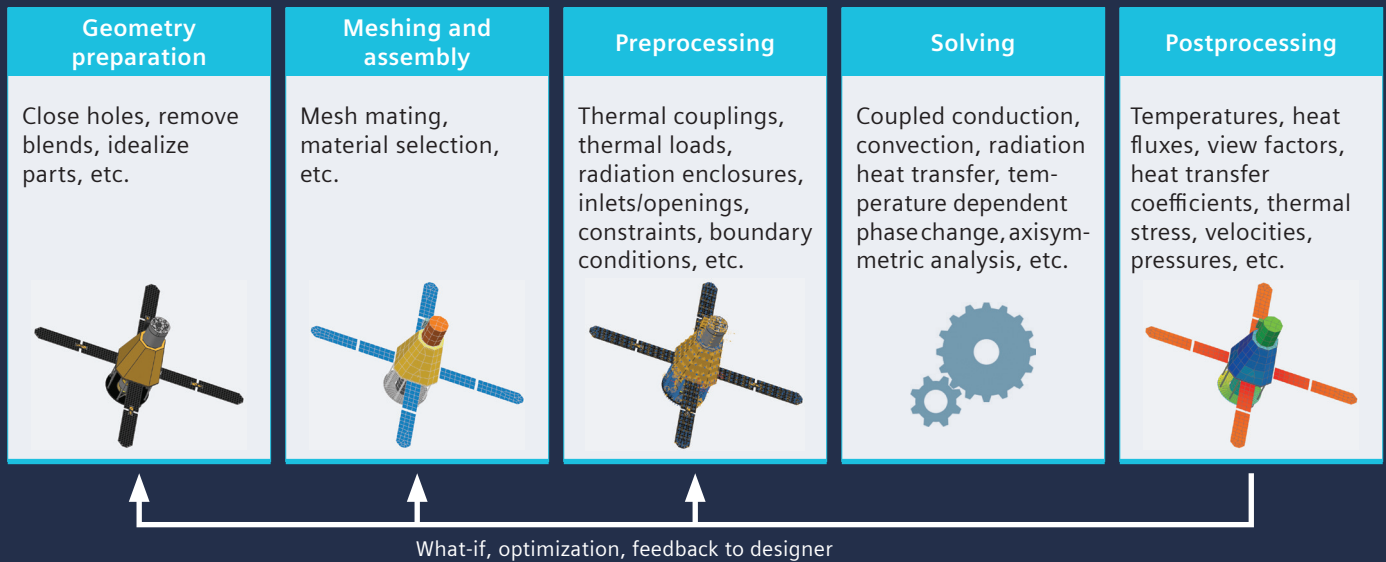 Geometry
preparation
Close holes, remove
blends, idealize
parts, etc.
Meshing and
assembly
Mesh mating,
material selection,
etc.
Preprocessing
Thermal couplings,
thermal loads,
radiation enclosures,
inlets/openings,
constraints, boundary
conditions, etc.
Solving
Coupled conduction,
convection, radiation
heat transfer, tem-
perature dependent
phase change, axisym-
metric analysis, etc.
Postprocessing
Temperatures, heat
fluxes, view factors,
heat transfer
coefficients, thermal
stress, velocities,
pressures, etc.
What-if, optimization, feedback to designer